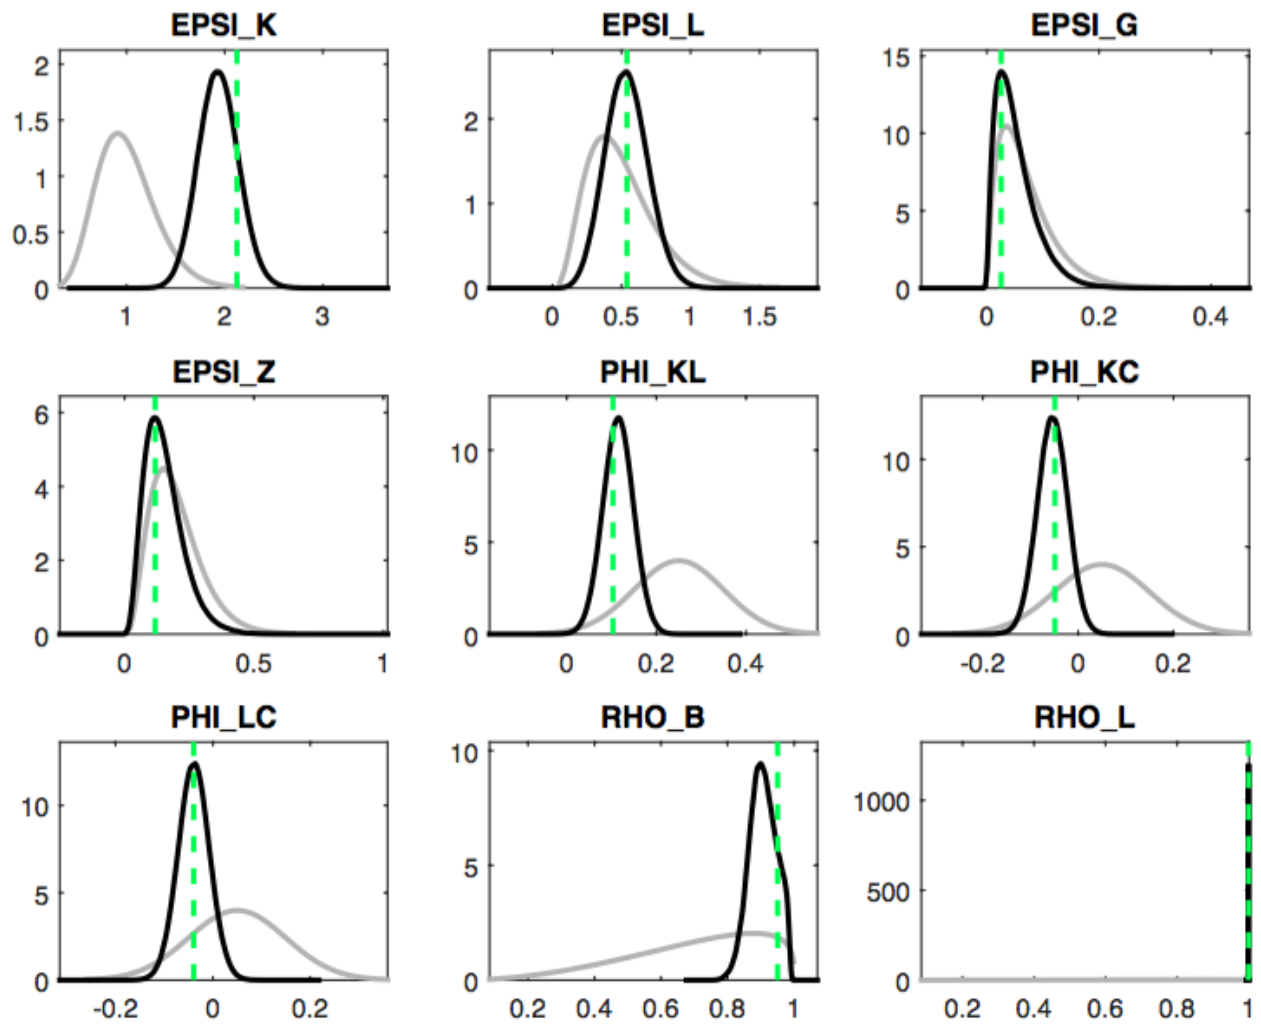 EPSI_K EPSI_L EPSI_G
2 1.5 1 0.5 0
1 2 3
2 1 0
0 0.5 1 1.5
15 10 5 0
0 0.2 0.4
EPSI_Z PHI_KL PHI_KC
6 4 2 0
0 0.5 1
10 5 0
0 0.2 0.4
10 5 0
-0.2 0 0.2
PHI_LC RHO_B RHO_L
10 5 0
-0.2 0 0.2
10 5 0
0.2 0.4 0.6 0.8 1
1000 500 0
0.2 0.4 0.6 0.8 1